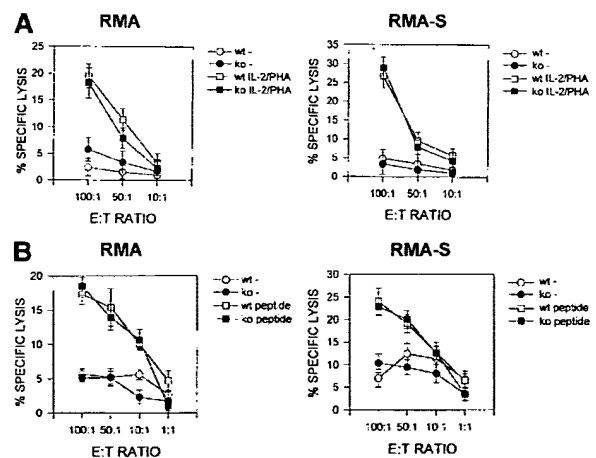 A
RMA
% SPECIFIC LYSIS
25
20
15
10
5
0
100:1 50:1 10:1
E:T RATIO
wt -
ko -
wt IL-2/PHA
ko IL-2/PHA
RMA-S
% SPECIFIC LYSIS
35
30
25
20
15
10
5
0
100:1 50:1 10:1
E:T RATIO
wt -
ko -
wt IL-2/PHA
ko IL-2/PHA
B
RMA
% SPECIFIC LYSIS
20
15
10
5
0
100:1 50:1 10:1 1:1
E:T RATIO
wt -
ko -
wt peptide
ko peptide
RMA-S
% SPECIFIC LYSIS
30
25
20
15
10
5
0
100:1 50:1 10:1 1:1
E:T RATIO
wt -
ko -
wt peptide
ko peptide